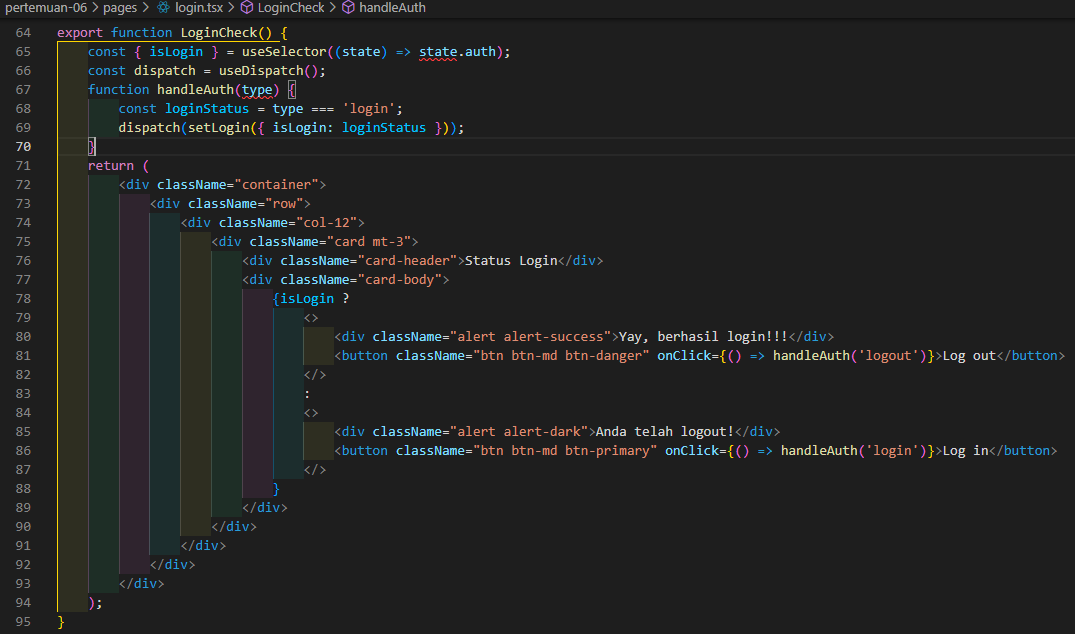 pertemuan-06 > pages > login.tsx > LoginCheck > handleAuth
64 export function LoginCheck() {
65 const { isLogin } = useSelector((state) => state.auth);
66 const dispatch = useDispatch();
67 function handleAuth(type) {
68 const loginStatus = type === 'login';
69 dispatch(setLogin({ isLogin: loginStatus }));
70 }
71 return (
72 <div className="container">
73 <div className="row">
74 <div className="col-12">
75 <div className="card mt-3">
76 <div className="card-header">Status Login</div>
77 <div className="card-body">
78 {isLogin ?
79 <>
80 <div className="alert alert-success">Yay, berhasil login!!!</div>
81 <button className="btn btn-md btn-danger" onClick={() => handleAuth('logout')}>Log out</button>
82 </>
83 :
84 <>
85 <div className="alert alert-dark">Anda telah logout!</div>
86 <button className="btn btn-md btn-primary" onClick={() => handleAuth('login')}>Log in</button>
87 </>
88 }
89 </div>
90 </div>
91 </div>
92 </div>
93 </div>
94 );
95 }